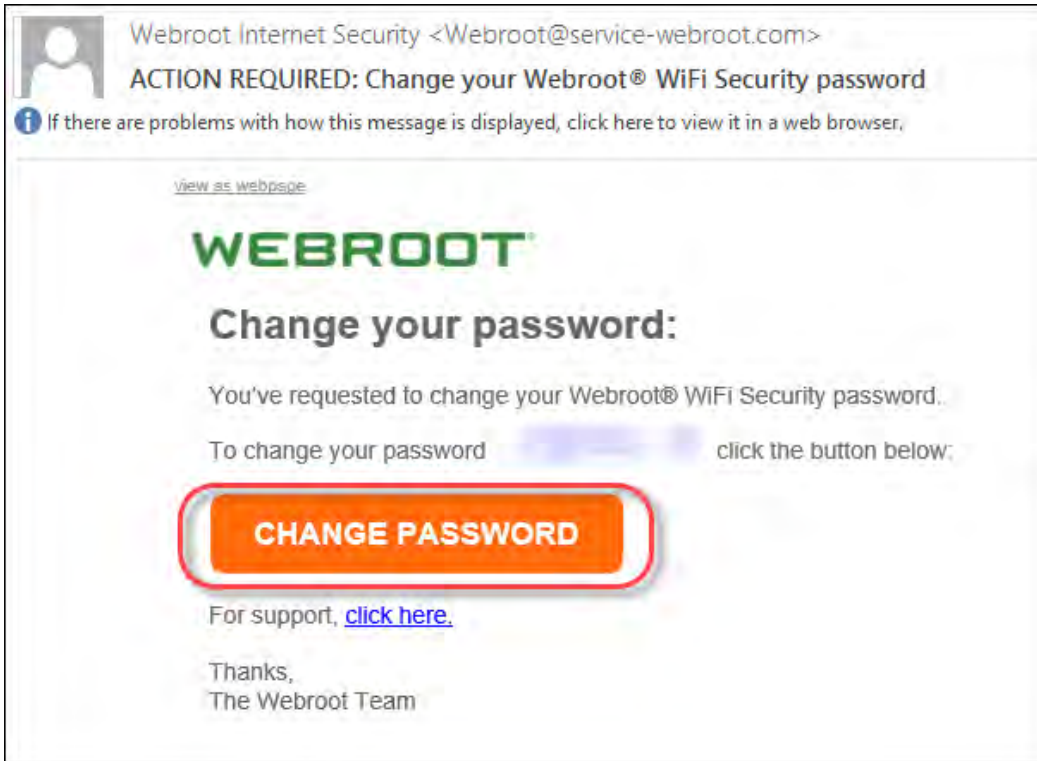 Webroot Internet Security <Webroot@service-webroot.com>
ACTION REQUIRED: Change your Webroot® WiFi Security password
If there are problems with how this message is displayed, click here to view it in a web browser.
view as webpage
WEBROOT
Change your password:
You've requested to change your Webroot® WiFi Security password.
To change your password click the button below:
CHANGE PASSWORD
For support, click here.
Thanks,
The Webroot Team